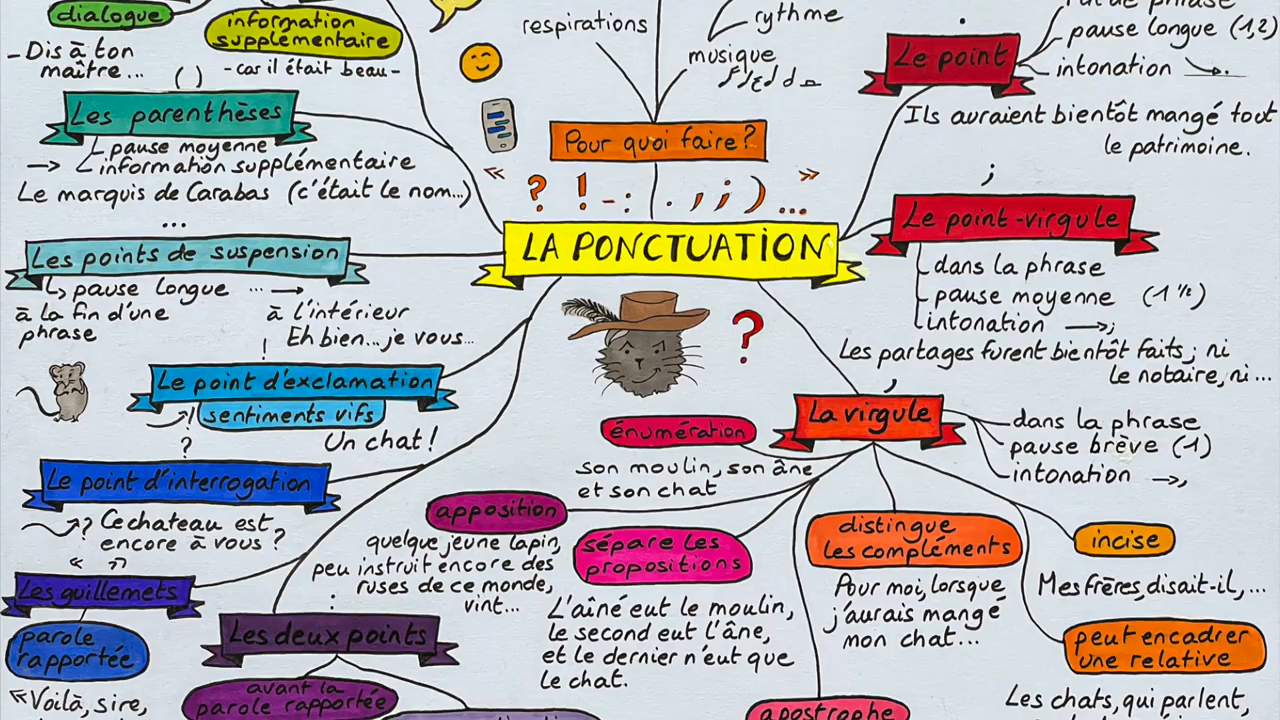 dialogue
- Dis à ton
maître...
information
supplémentaire
- car il était beau -
( )
Les parenthèses
pause moyenne
→ information supplémentaire
Le marquis de Carabas (c'était le nom...)
...
Les points de suspension
pause longue ... →
à la fin d'une
phrase
à l'intérieur
Eh bien... je vous...
!
Le point d'exclamation
!
sentiments vifs
Un chat !
?
Le point d'interrogation
? Ce chateau est
encore à vous ?
« »
Les guillemets
parole
rapportée
« Voilà, sire,
respirations
rythme
musique
Pour quoi faire ?
« ? ! - : . , ; ) ... »
LA PONCTUATION
?
.
Le point
pause longue (1,2)
intonation .
Ils auraient bientôt mangé tout
le patrimoine.
;
Le point-virgule
dans la phrase
pause moyenne (1 1/2)
intonation → ;
Les partages furent bientôt faits ; ni
le notaire, ni ...
,
La virgule
dans la phrase
pause brève (1)
intonation → ,
énumération
son moulin, son âne
et son chat
apposition
quelque jeune lapin,
peu instruit encore des
ruses de ce monde,
vint...
sépare les
propositions
L'aîné eut le moulin,
le second eut l'âne,
et le dernier n'eut que
le chat.
distingue
les compléments
Pour moi, lorsque
j'aurais mangé
mon chat...
incise
Mes frères, disait-il, ...
peut encadrer
une relative
Les chats, qui parlent,
:
Les deux points
avant la
parole rapportée
apostrophe